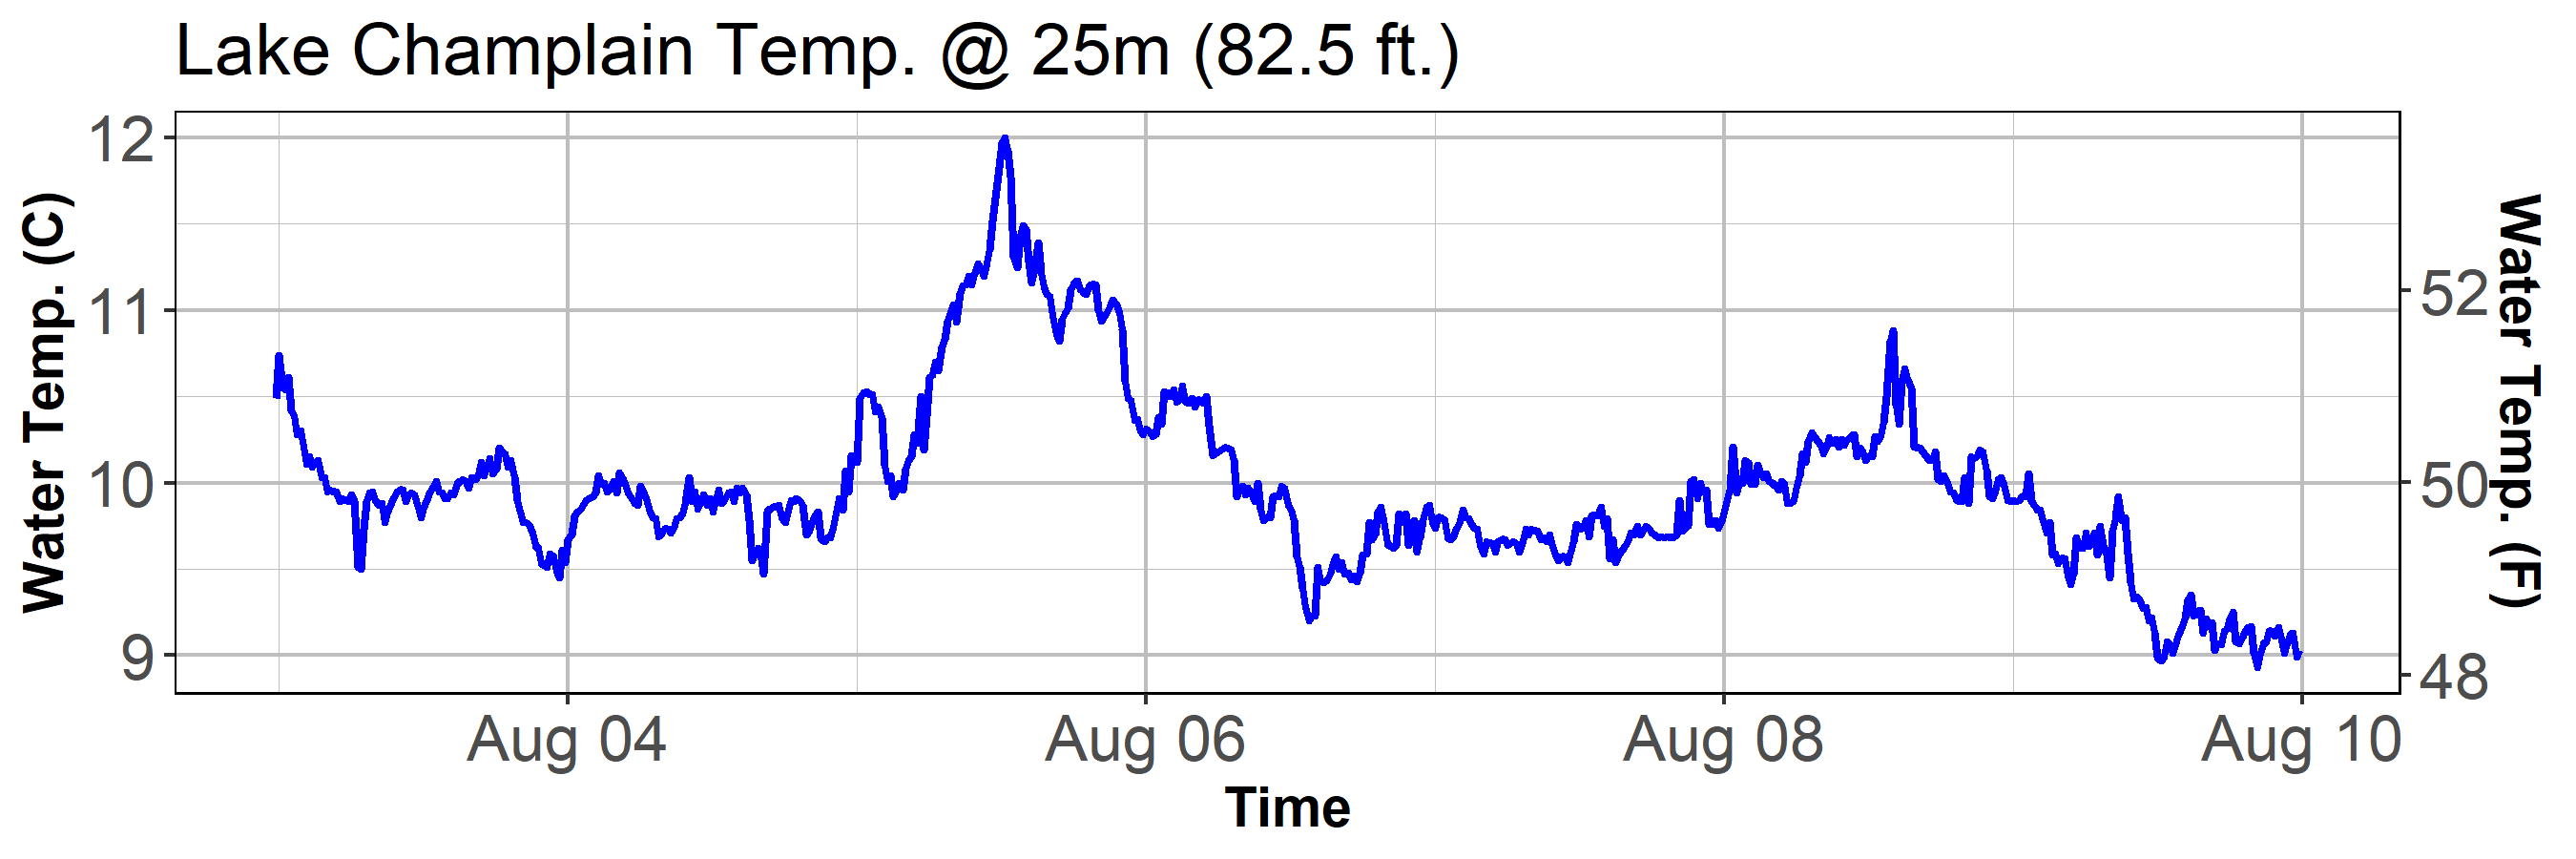 Lake Champlain Temp. @ 25m (82.5 ft.)
Water Temp. (C)
12
11
10
9
52
50
48
Water Temp. (F)
Aug 04 Aug 06 Aug 08 Aug 10
Time